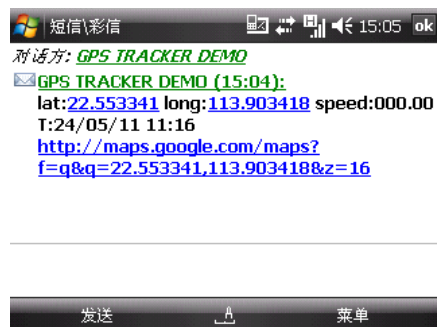 短信\彩信 15:05 ok
对话方: GPS TRACKER DEMO
GPS TRACKER DEMO (15:04):
lat:22.553341 long:113.903418 speed:000.00
T:24/05/11 11:16
http://maps.google.com/maps?
f=q&q=22.553341,113.903418&z=16
发送 A 菜单